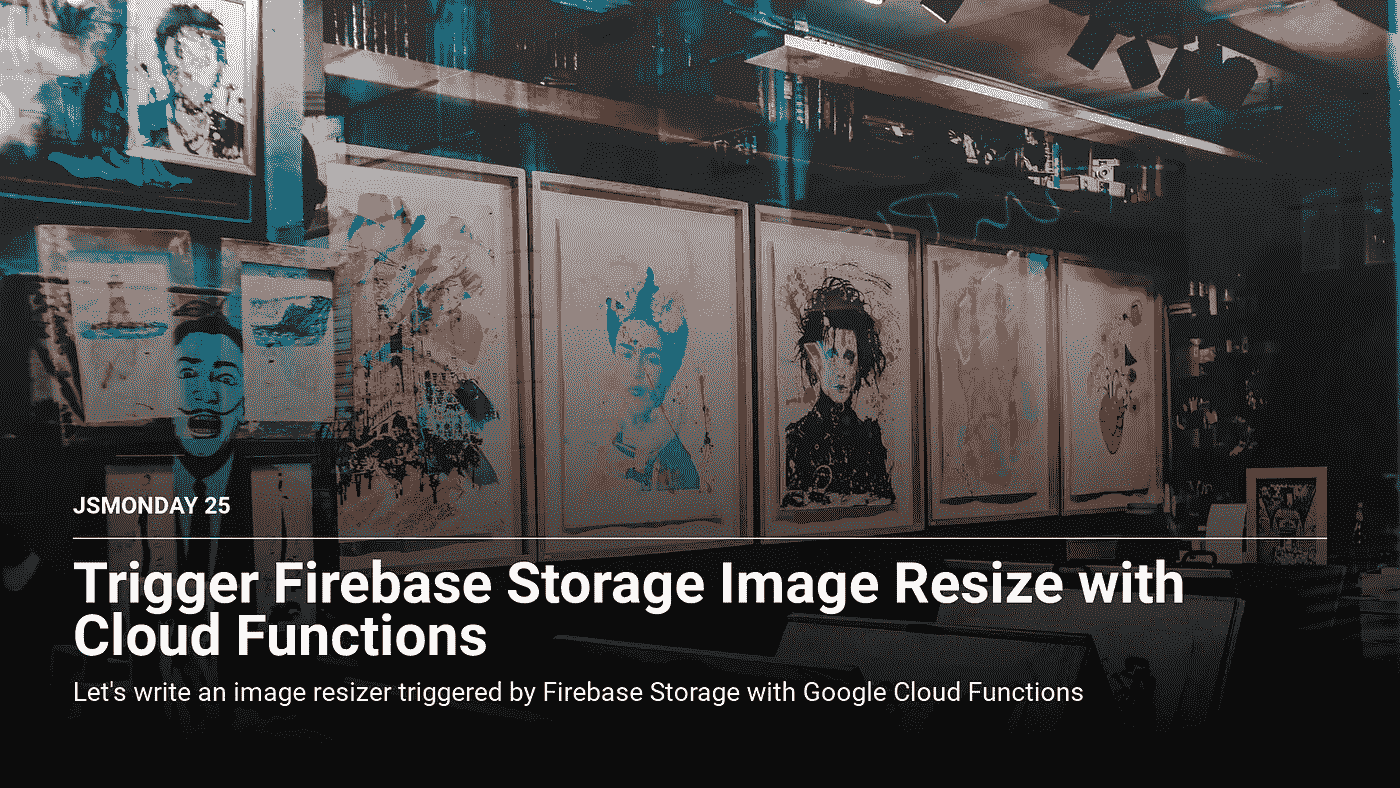 JSMONDAY 25
Trigger Firebase Storage Image Resize with
Cloud Functions
Let's write an image resizer triggered by Firebase Storage with Google Cloud Functions